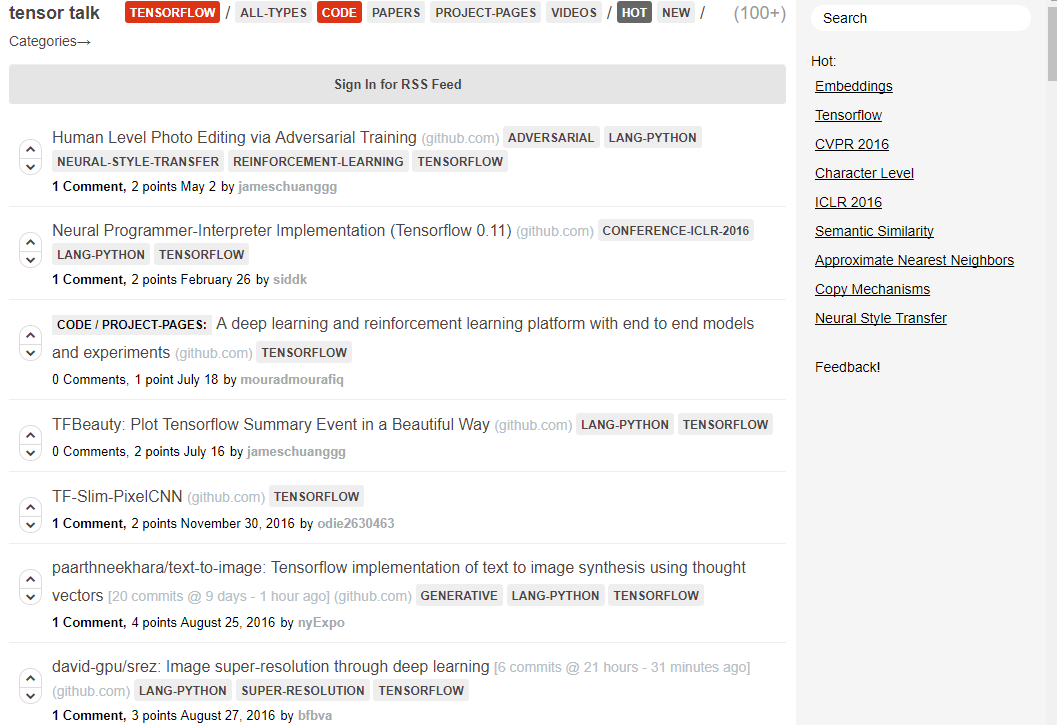 tensor talk TENSORFLOW / ALL-TYPES CODE PAPERS PROJECT-PAGES VIDEOS / HOT NEW / (100+)
Categories→
Sign In for RSS Feed
Human Level Photo Editing via Adversarial Training (github.com) ADVERSARIAL LANG-PYTHON
NEURAL-STYLE-TRANSFER REINFORCEMENT-LEARNING TENSORFLOW
1 Comment, 2 points May 2 by jameschuanggg
Neural Programmer-Interpreter Implementation (Tensorflow 0.11) (github.com) CONFERENCE-ICLR-2016
LANG-PYTHON TENSORFLOW
1 Comment, 2 points February 26 by siddk
CODE / PROJECT-PAGES: A deep learning and reinforcement learning platform with end to end models
and experiments (github.com) TENSORFLOW
0 Comments, 1 point July 18 by mouradmourafiq
TFBeauty: Plot Tensorflow Summary Event in a Beautiful Way (github.com) LANG-PYTHON TENSORFLOW
0 Comments, 2 points July 16 by jameschuanggg
TF-Slim-PixelCNN (github.com) TENSORFLOW
1 Comment, 2 points November 30, 2016 by odie2630463
paarthneekhara/text-to-image: Tensorflow implementation of text to image synthesis using thought
vectors [20 commits @ 9 days - 1 hour ago] (github.com) GENERATIVE LANG-PYTHON TENSORFLOW
1 Comment, 4 points August 25, 2016 by nyExpo
david-gpu/srez: Image super-resolution through deep learning [6 commits @ 21 hours - 31 minutes ago]
(github.com) LANG-PYTHON SUPER-RESOLUTION TENSORFLOW
1 Comment, 3 points August 27, 2016 by bfbva
Search
Hot:
Embeddings
Tensorflow
CVPR 2016
Character Level
ICLR 2016
Semantic Similarity
Approximate Nearest Neighbors
Copy Mechanisms
Neural Style Transfer
Feedback!